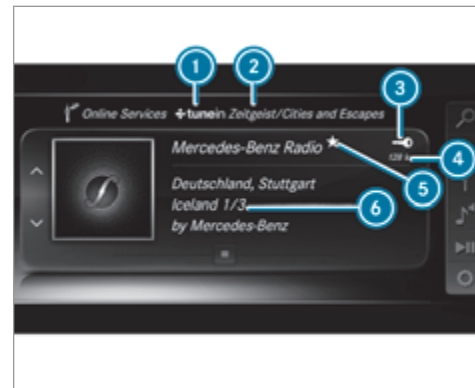 1 2
3
Online Services tunein Zeitgeist/Cities and Escapes
4
Mercedes-Benz Radio
5
Deutschland, Stuttgart
Iceland 1/3
6
by Mercedes-Benz